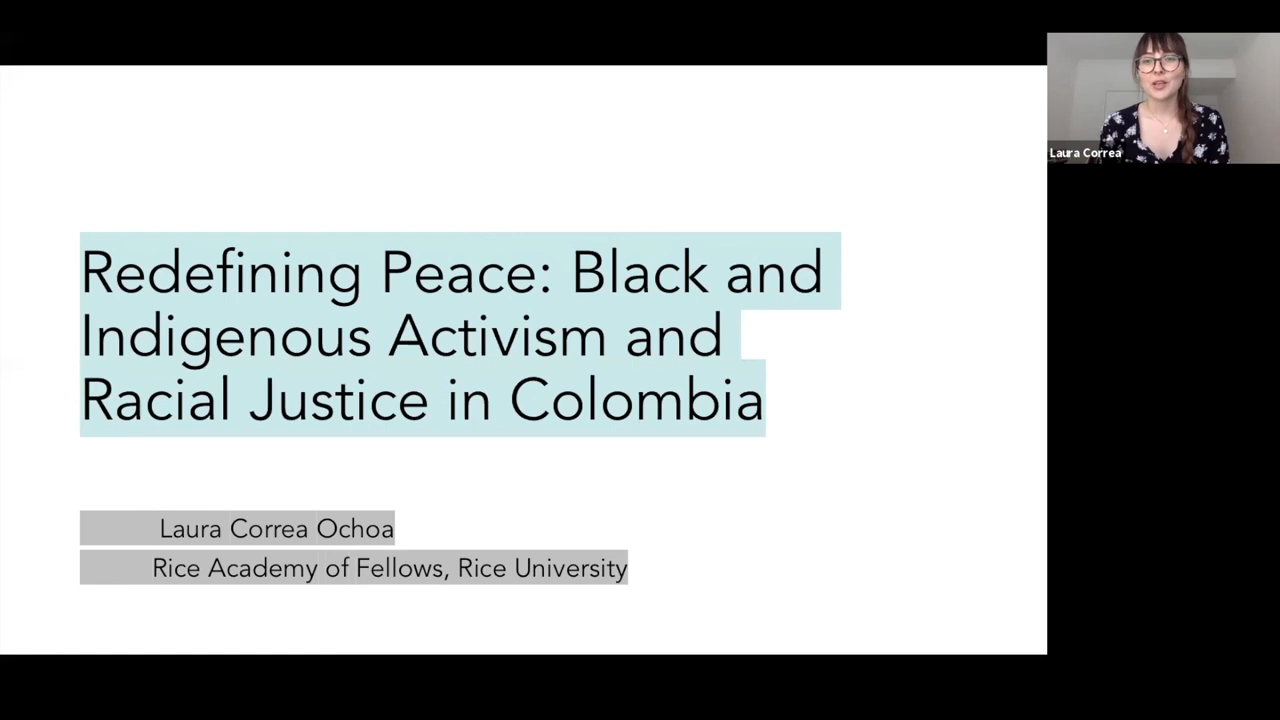 Redefining Peace: Black and
Indigenous Activism and
Racial Justice in Colombia
Laura Correa Ochoa
Rice Academy of Fellows, Rice University
Laura Correa